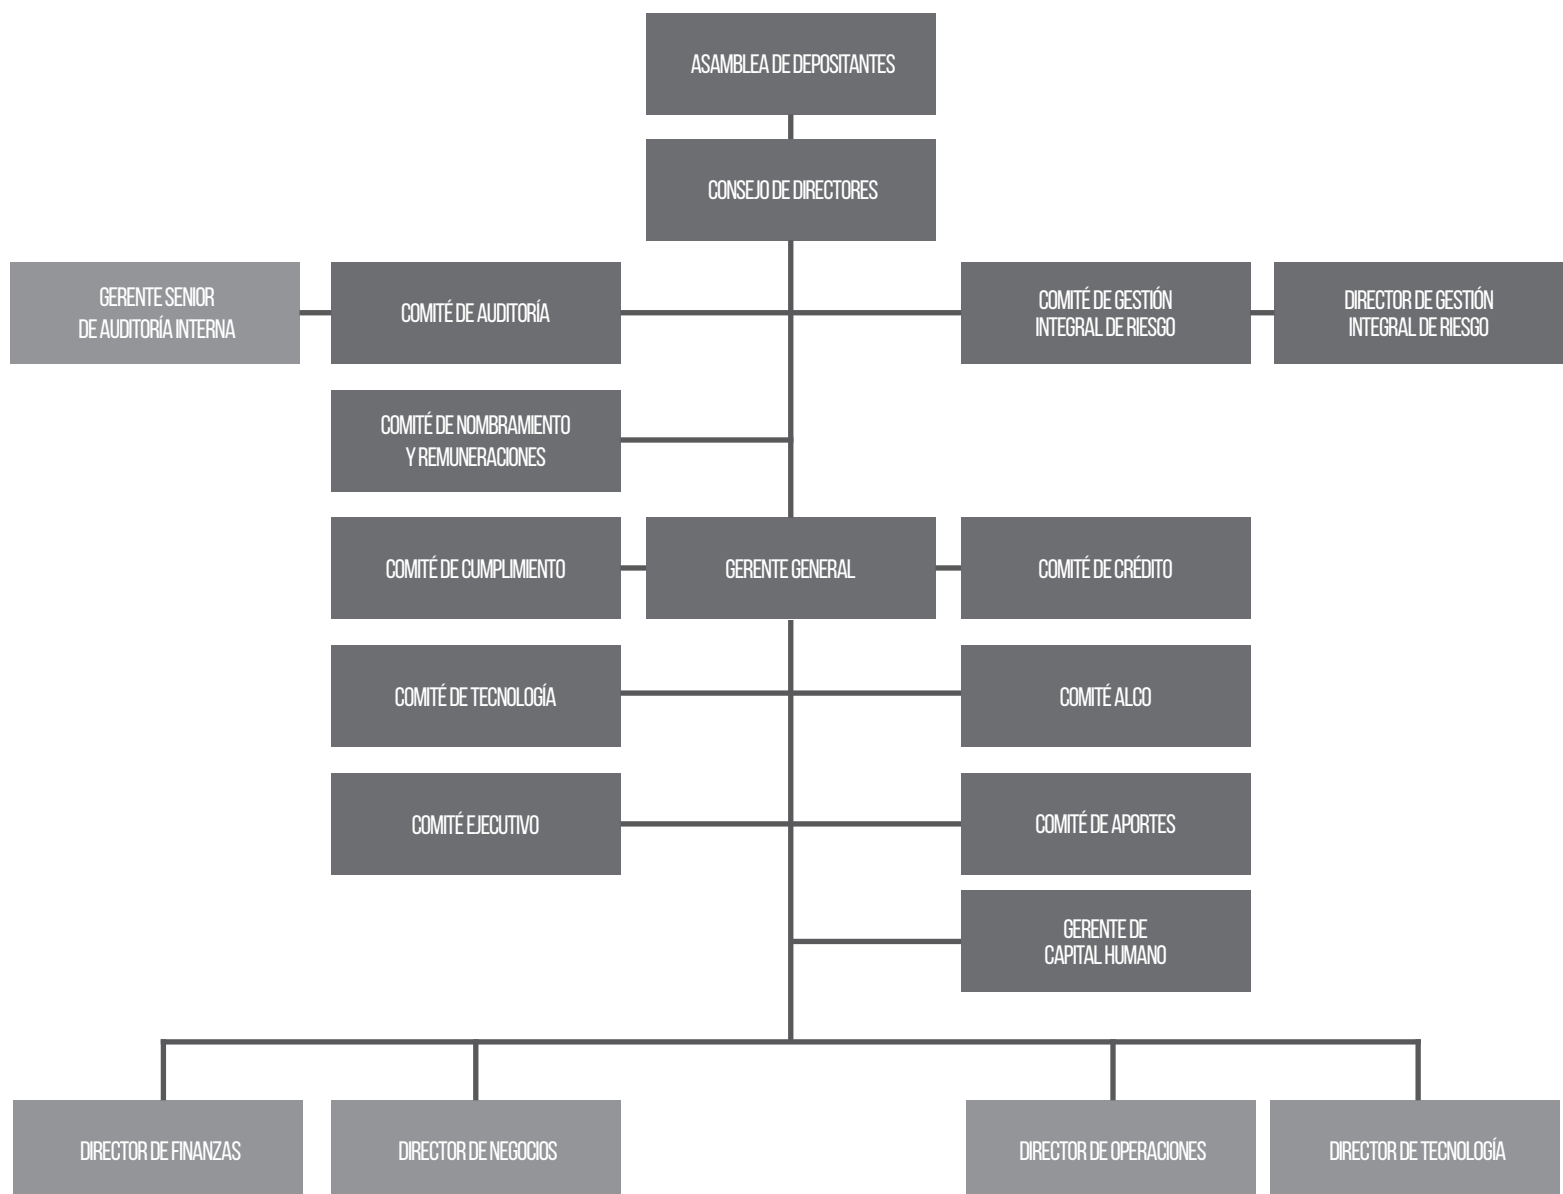 ASAMBLEA DE DEPOSITANTES
CONSEJO DE DIRECTORES
GERENTE SENIOR
DE AUDITORÍA INTERNA
COMITÉ DE AUDITORÍA
COMITÉ DE GESTIÓN
INTEGRAL DE RIESGO
DIRECTOR DE GESTIÓN
INTEGRAL DE RIESGO
COMITÉ DE NOMBRAMIENTO
Y REMUNERACIONES
COMITÉ DE CUMPLIMIENTO
GERENTE GENERAL
COMITÉ DE CRÉDITO
COMITÉ DE TECNOLOGÍA
COMITÉ ALCO
COMITÉ EJECUTIVO
COMITÉ DE APORTES
GERENTE DE
CAPITAL HUMANO
DIRECTOR DE FINANZAS
DIRECTOR DE NEGOCIOS
DIRECTOR DE OPERACIONES
DIRECTOR DE TECNOLOGÍA